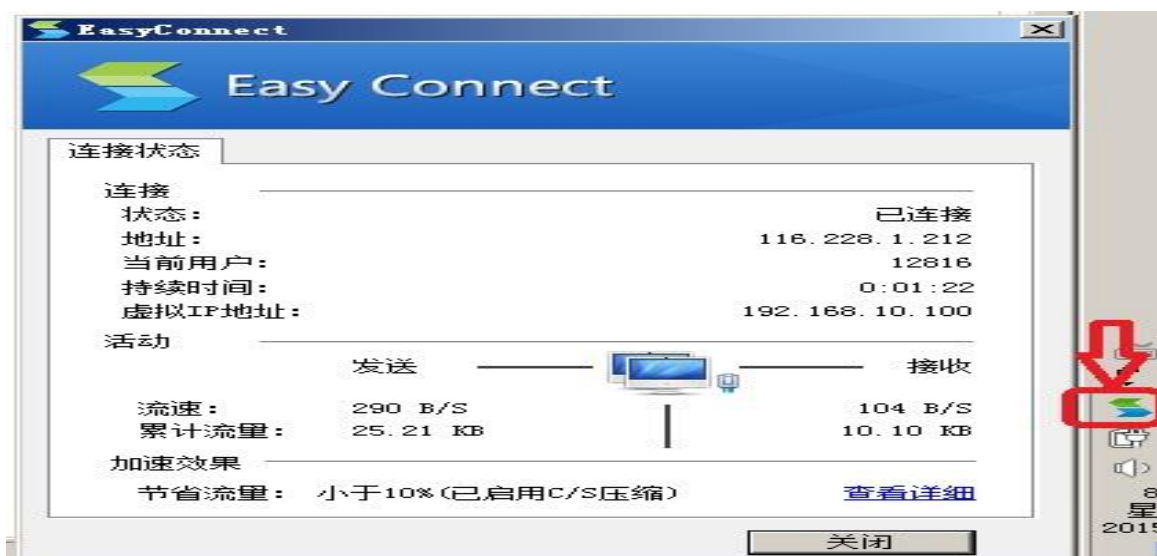 EasyConnect
Easy Connect
连接状态
连接
状态: 已连接
地址: 116.228.1.212
当前用户: 12816
持续时间: 0:01:22
虚拟IP地址: 192.168.10.100
活动
发送 接收
流速: 290 B/S 104 B/S
累计流量: 25.21 KB 10.10 KB
加速效果
节省流量: 小于10%(已启用C/S压缩) 查看详细
关闭
8
星
2015